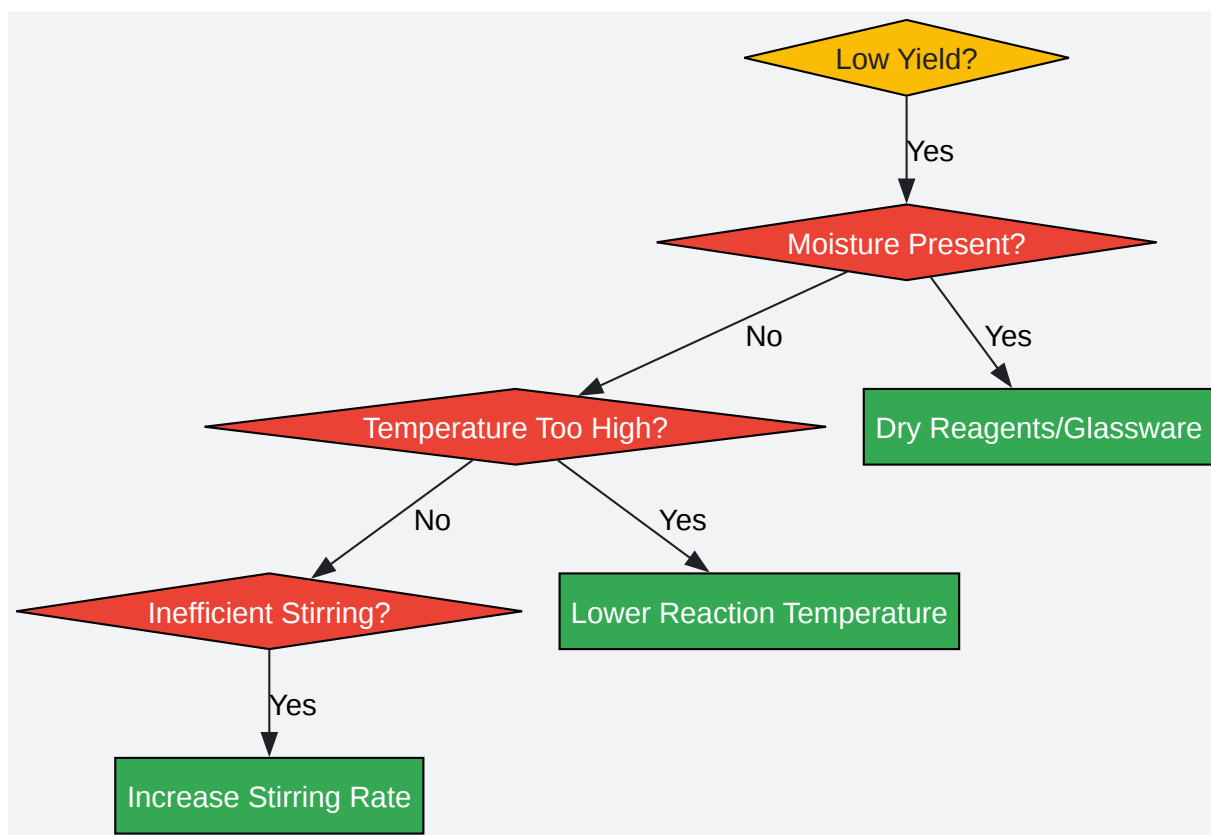 Low Yield?
Yes
Moisture Present?
No
Yes
Temperature Too High?
Dry Reagents/Glassware
No
Yes
Inefficient Stirring?
Lower Reaction Temperature
Yes
Increase Stirring Rate